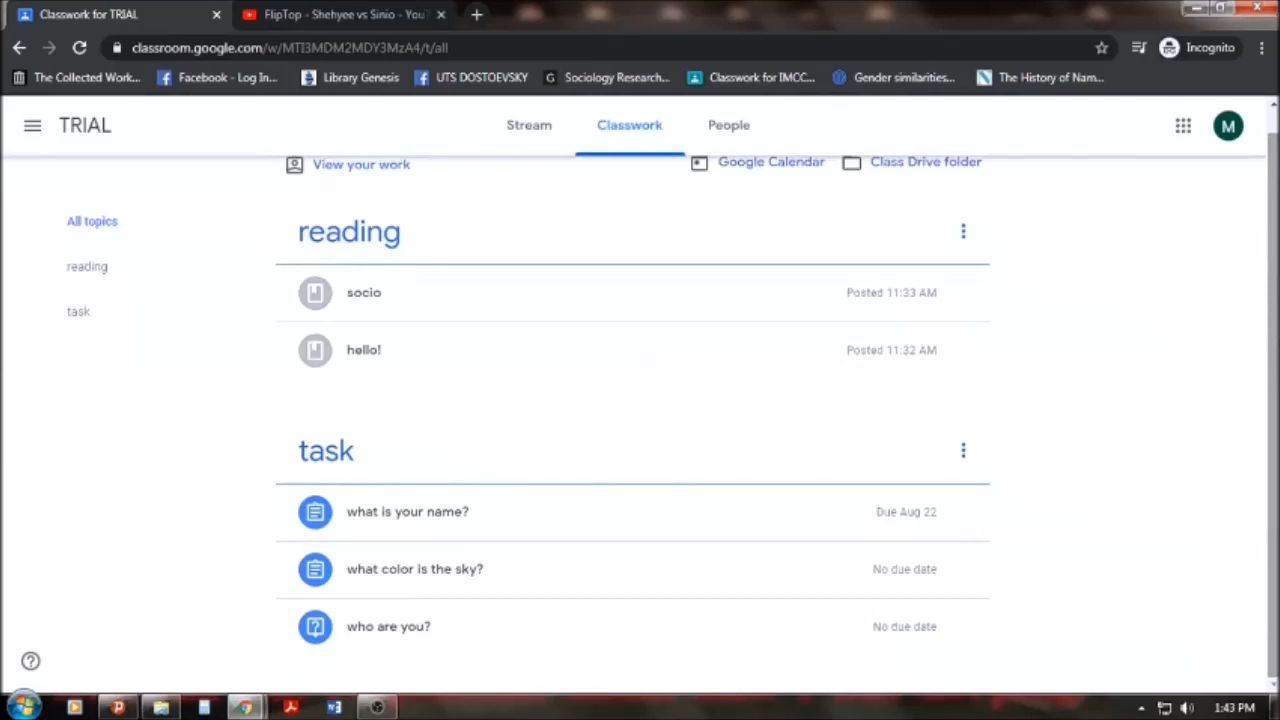 Classwork for TRIAL
FlipTop - Shehyee vs Sinio - You
classroom.google.com/w/MTI3MDM2MDY3MzA4/t/all
Incognito
The Collected Work...
Facebook - Log In...
Library Genesis
UTS DOSTOEVSKY
Sociology Research...
Classwork for IMCC...
Gender similarities...
The History of Nam...
TRIAL
Stream
Classwork
People
M
View your work
Google Calendar
Class Drive folder
All topics
reading
task
reading
socio
Posted 11:33 AM
hello!
Posted 11:32 AM
task
what is your name?
Due Aug 22
what color is the sky?
No due date
who are you?
No due date
1:43 PM